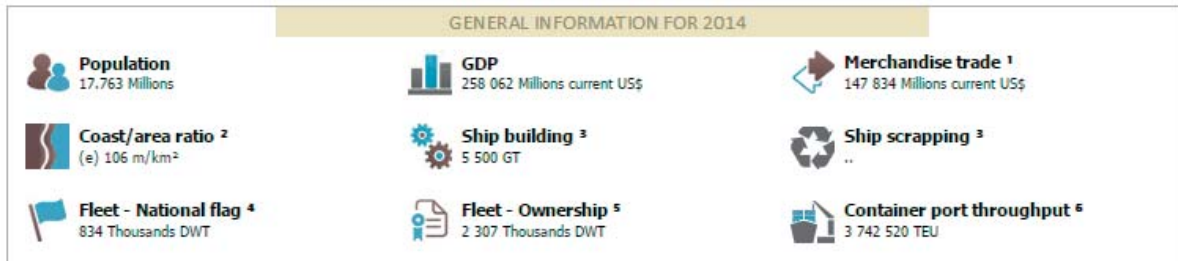 GENERAL INFORMATION FOR 2014
Population
17.763 Millions
GDP
258 062 Millions current US$
Merchandise trade ¹
147 834 Millions current US$
Coast/area ratio ²
(e) 106 m/km²
Ship building ³
5 500 GT
Ship scrapping ³
..
Fleet - National flag ⁴
834 Thousands DWT
Fleet - Ownership ⁵
2 307 Thousands DWT
Container port throughput ⁶
3 742 520 TEU